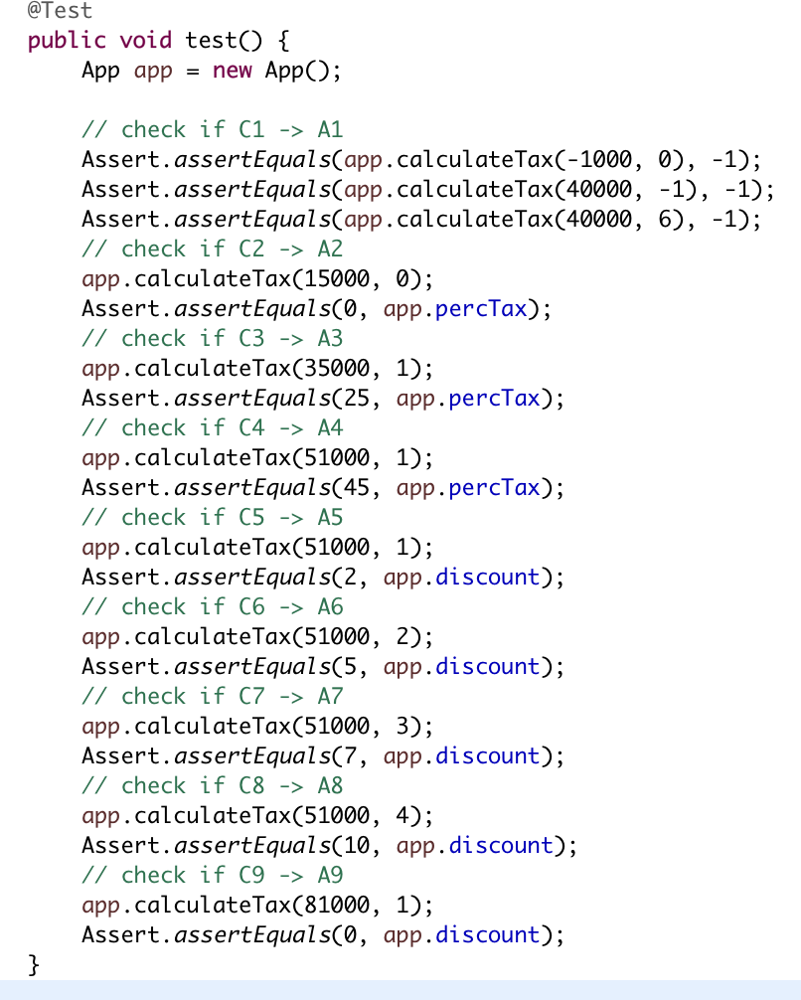 @Test
public void test() {
    App app = new App();

    // check if C1 -> A1
    Assert.assertEquals(app.calculateTax(-1000, 0), -1);
    Assert.assertEquals(app.calculateTax(40000, -1), -1);
    Assert.assertEquals(app.calculateTax(40000, 6), -1);
    // check if C2 -> A2
    app.calculateTax(15000, 0);
    Assert.assertEquals(0, app.percTax);
    // check if C3 -> A3
    app.calculateTax(35000, 1);
    Assert.assertEquals(25, app.percTax);
    // check if C4 -> A4
    app.calculateTax(51000, 1);
    Assert.assertEquals(45, app.percTax);
    // check if C5 -> A5
    app.calculateTax(51000, 1);
    Assert.assertEquals(2, app.discount);
    // check if C6 -> A6
    app.calculateTax(51000, 2);
    Assert.assertEquals(5, app.discount);
    // check if C7 -> A7
    app.calculateTax(51000, 3);
    Assert.assertEquals(7, app.discount);
    // check if C8 -> A8
    app.calculateTax(51000, 4);
    Assert.assertEquals(10, app.discount);
    // check if C9 -> A9
    app.calculateTax(81000, 1);
    Assert.assertEquals(0, app.discount);
}